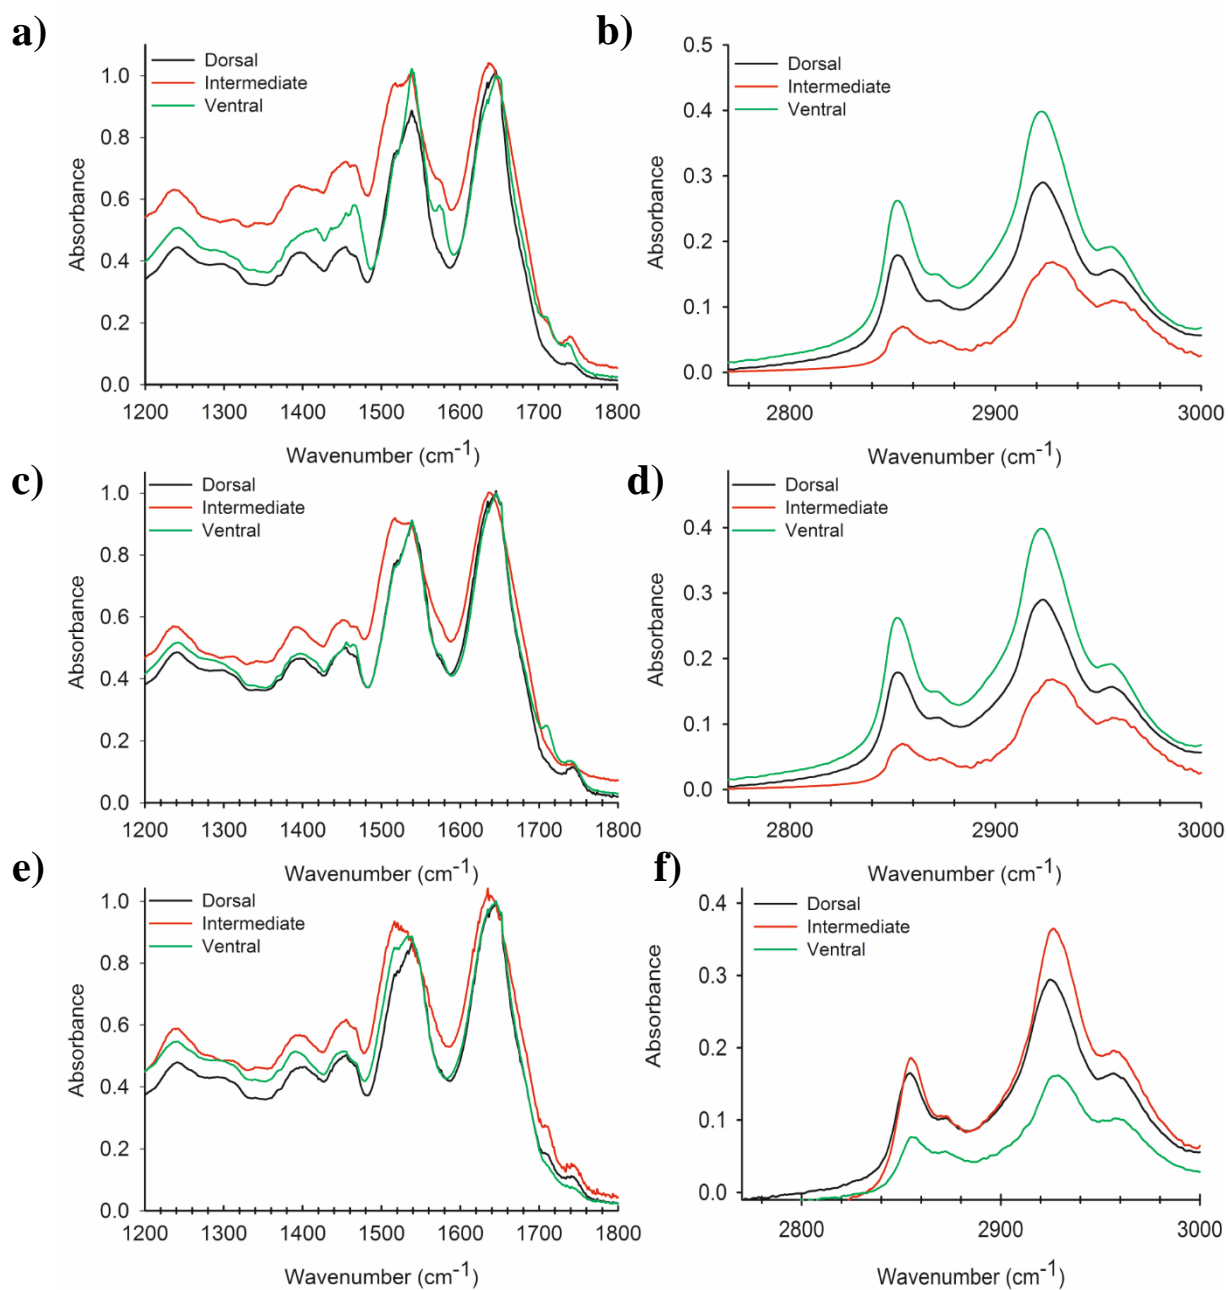 a)
Dorsal
Intermediate
Ventral
Absorbance
1.0
0.8
0.6
0.4
0.2
0.0
1200 1300 1400 1500 1600 1700 1800
Wavenumber (cm-1)
b)
Dorsal
Intermediate
Ventral
Absorbance
0.5
0.4
0.3
0.2
0.1
0.0
2800 2900 3000
Wavenumber (cm-1)
c)
Dorsal
Intermediate
Ventral
Absorbance
1.0
0.8
0.6
0.4
0.2
0.0
1200 1300 1400 1500 1600 1700 1800
Wavenumber (cm-1)
d)
Dorsal
Intermediate
Ventral
Absorbance
0.4
0.3
0.2
0.1
0.0
2800 2900 3000
Wavenumber (cm-1)
e)
Dorsal
Intermediate
Ventral
Absorbance
1.0
0.8
0.6
0.4
0.2
0.0
1200 1300 1400 1500 1600 1700 1800
Wavenumber (cm-1)
f)
Dorsal
Intermediate
Ventral
Absorbance
0.4
0.3
0.2
0.1
0.0
2800 2900 3000
Wavenumber (cm-1)